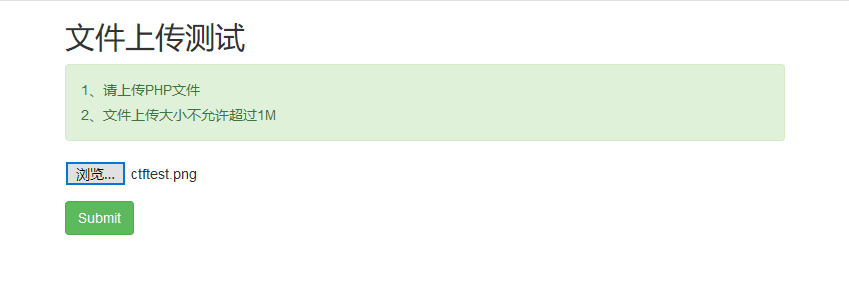 文件上传测试
1、请上传PHP文件
2、文件上传大小不允许超过1M
浏览... ctftest.png
Submit